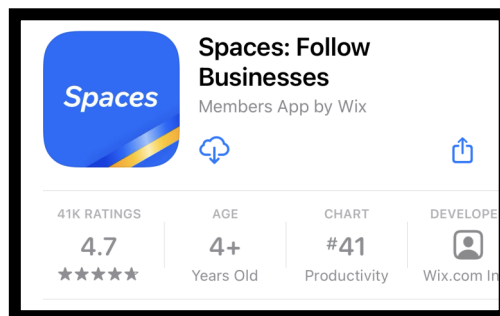 Spaces
Spaces: Follow
Businesses
Members App by Wix
41K RATINGS
4.7
AGE
4+
Years Old
CHART
#41
Productivity
DEVELOPE
Wix.com In